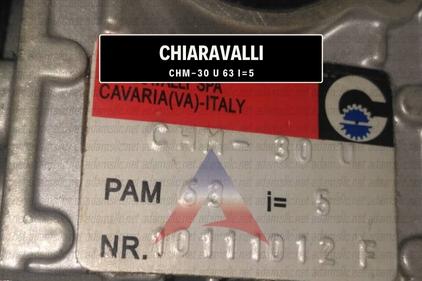 CHIARAVALLI
CHM-30 U 63 I=5
CAVARIA(VA)-ITALY
CHM- 30 U
PAM 63 i= 5
NR. 10111012 F